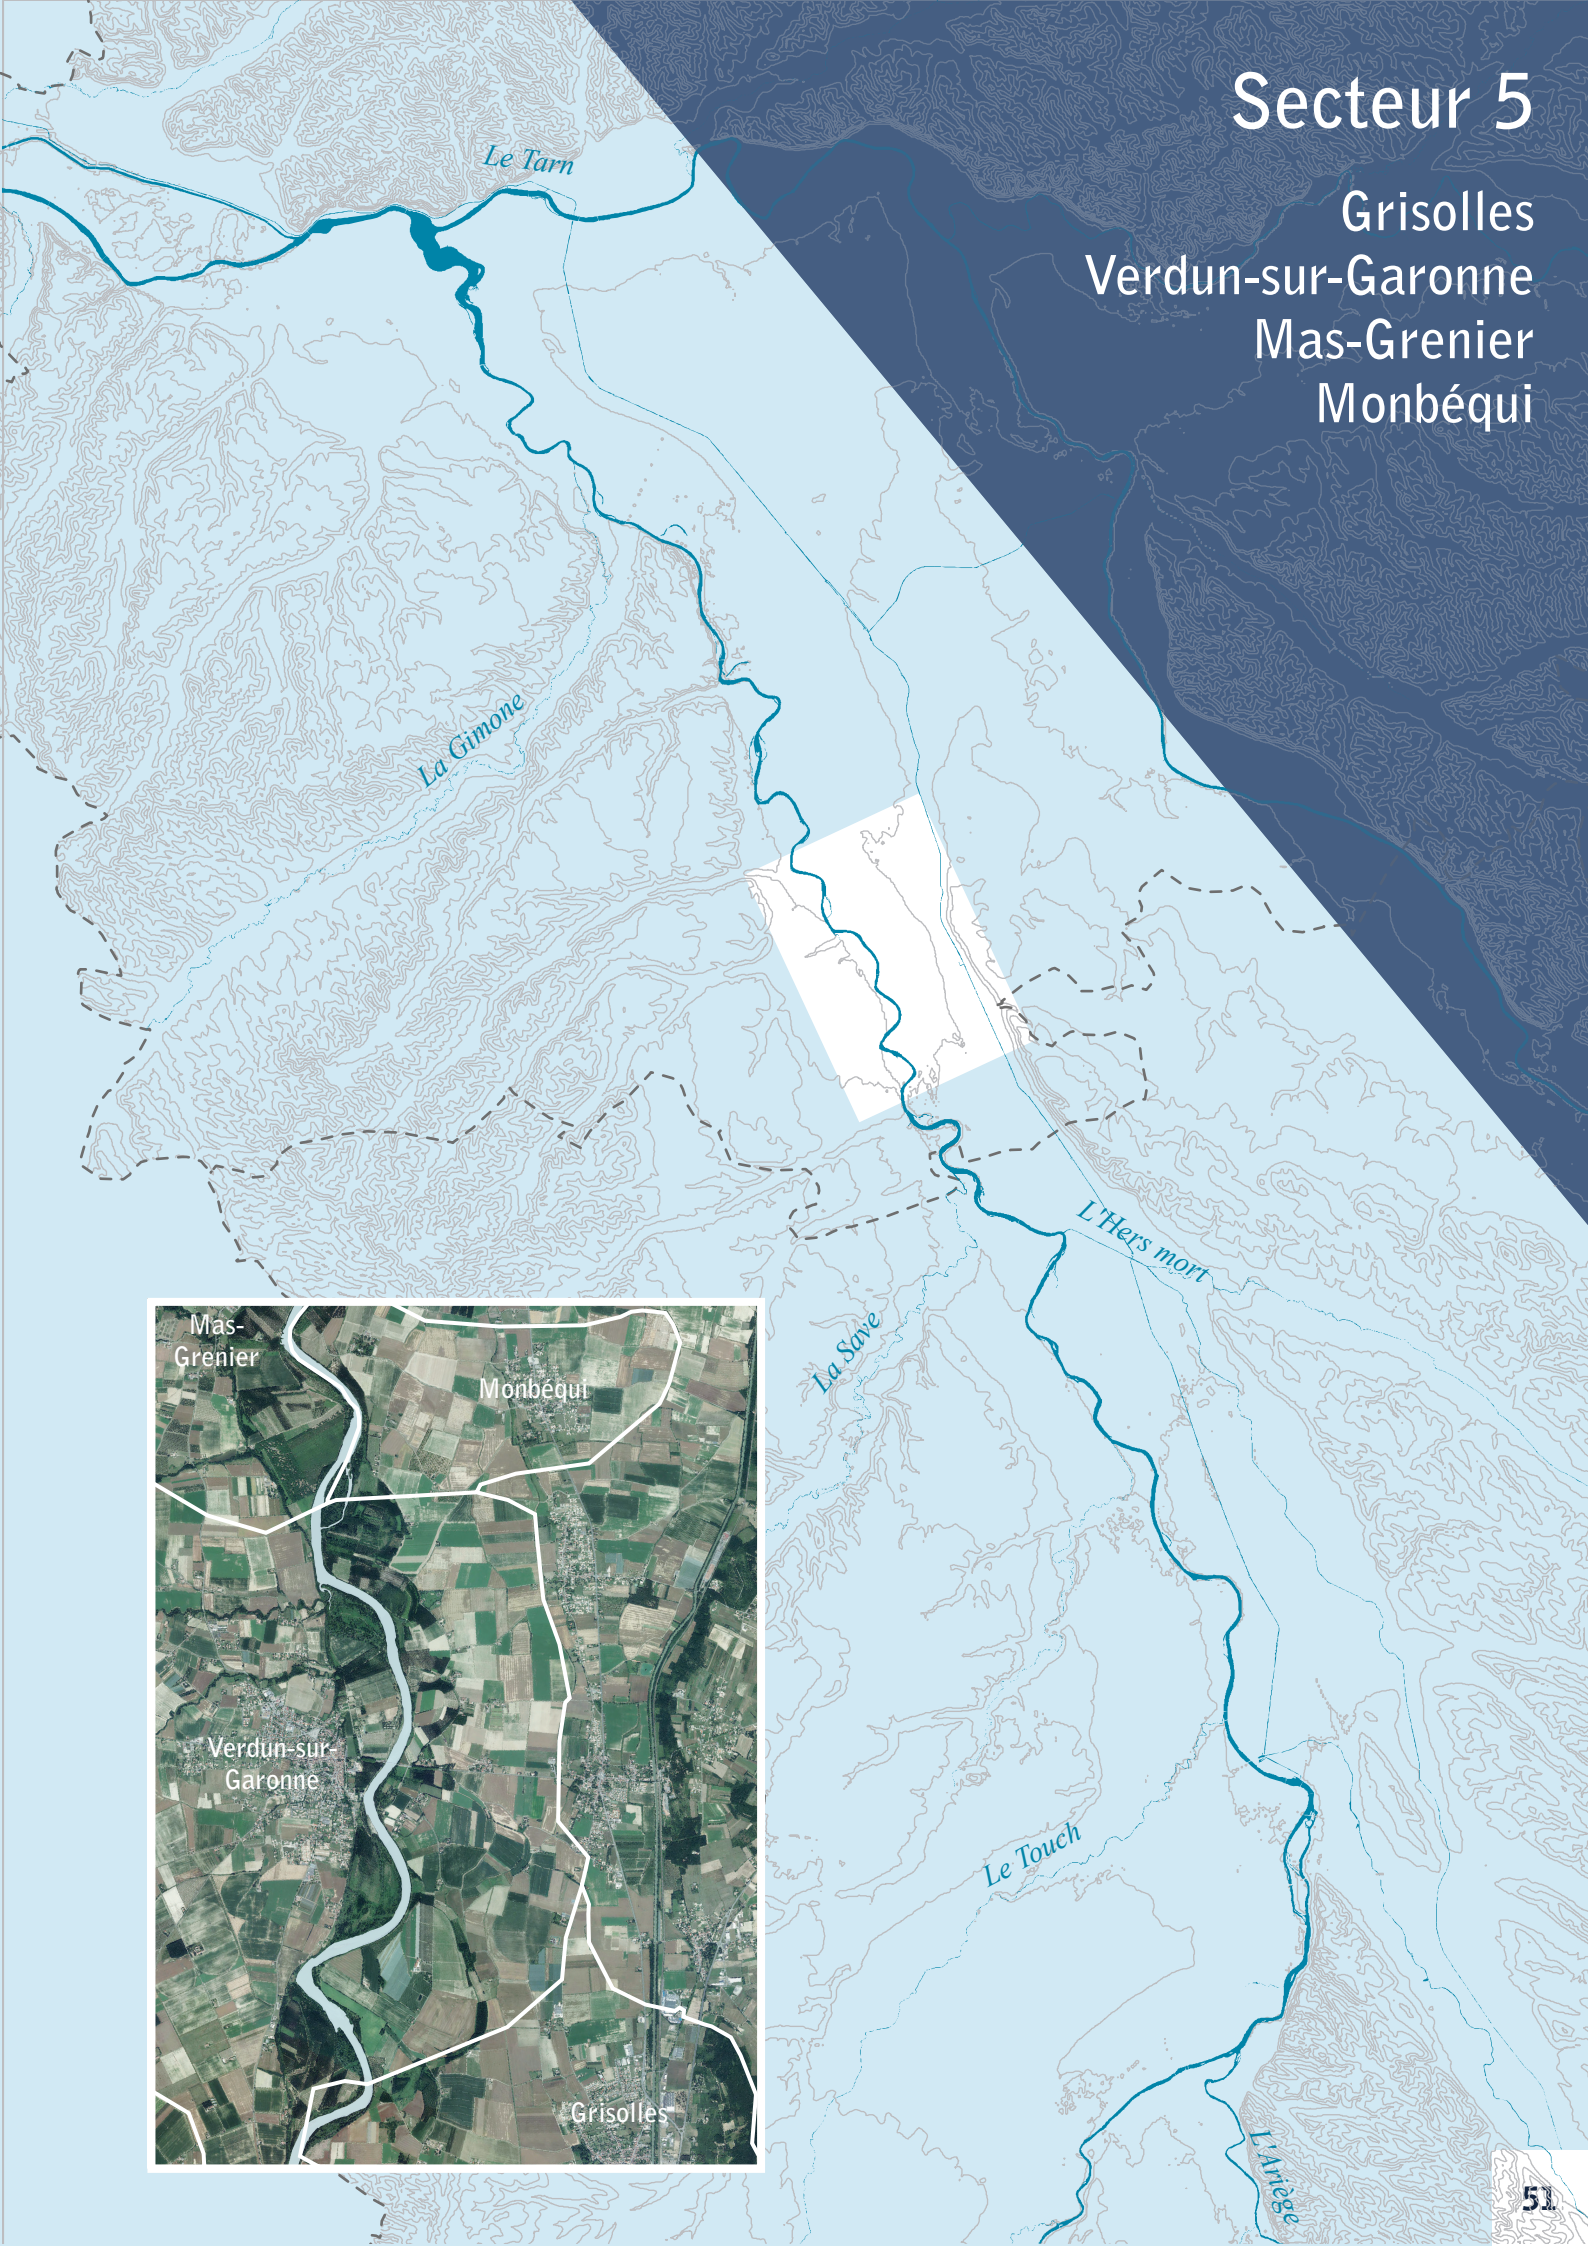 Secteur 5
Grisolles
Verdun-sur-Garonne
Mas-Grenier
Monbéqui
Le Tarn
La Gimone
L'Hers mort
La Save
Le Touch
L'Ariège
Mas-
Grenier
Monbéqui
Verdun-sur-
Garonne
Grisolles
51